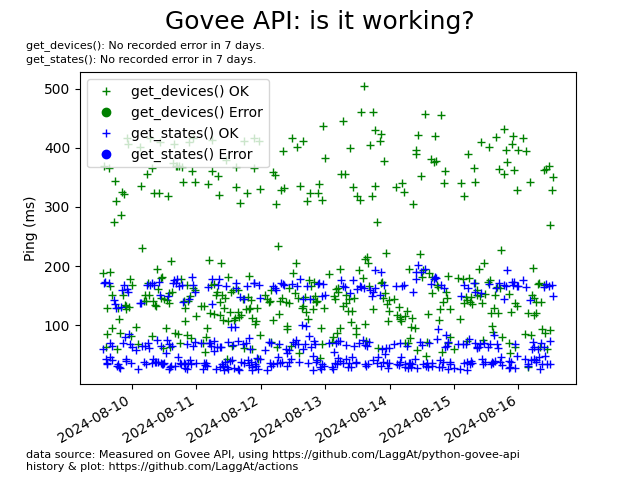 Govee API: is it working?
get_devices(): No recorded error in 7 days.
get_states(): No recorded error in 7 days.
get_devices() OK
get_devices() Error
get_states() OK
get_states() Error
Ping (ms)
500
400
300
200
100
2024-08-10
2024-08-11
2024-08-12
2024-08-13
2024-08-14
2024-08-15
2024-08-16
data source: Measured on Govee API, using https://github.com/LaggAt/python-govee-api
history & plot: https://github.com/LaggAt/actions